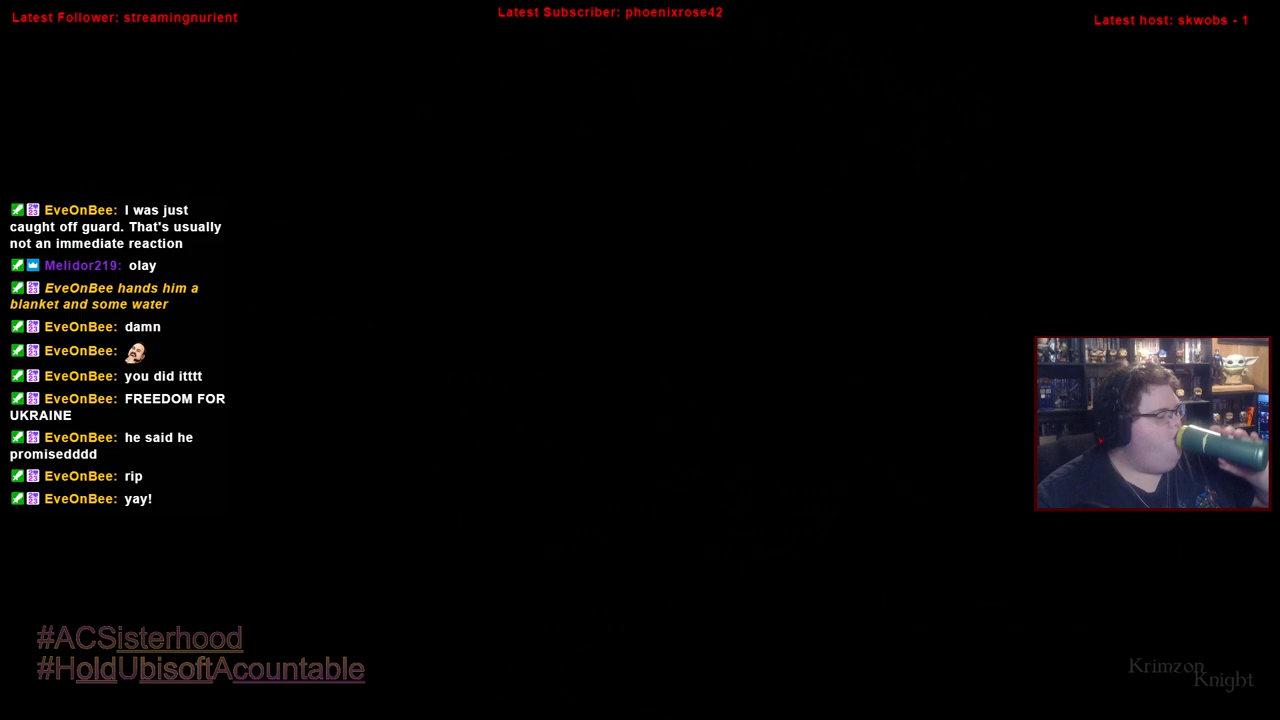 Latest Follower: streamingnurient
Latest Subscriber: phoenixrose42
Latest host: skwobs - 1
EveOnBee: I was just
caught off guard. That's usually
not an immediate reaction
Melidor219: olay
EveOnBee hands him a
blanket and some water
EveOnBee: damn
EveOnBee:
EveOnBee: you did itttt
EveOnBee: FREEDOM FOR
UKRAINE
EveOnBee: he said he
promisedddd
EveOnBee: rip
EveOnBee: yay!
#ACSisterhood
#HoldUbisoftAcountable
Krimzon
Knight